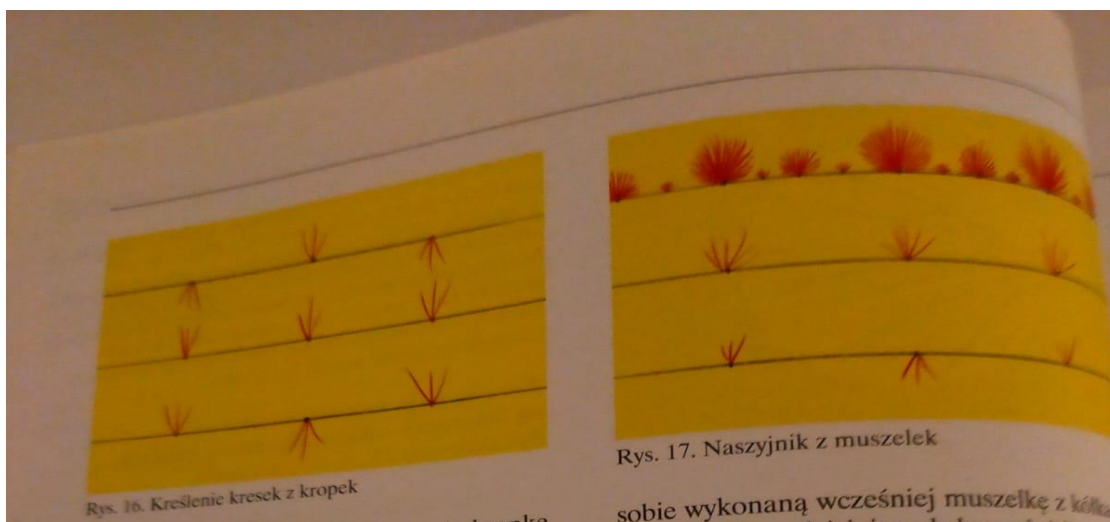 Rys. 16. Kreślenie kresek z kropek
Rys. 17. Naszyjnik z muszelek
sobie wykonaną wcześniej muszelkę z kółka